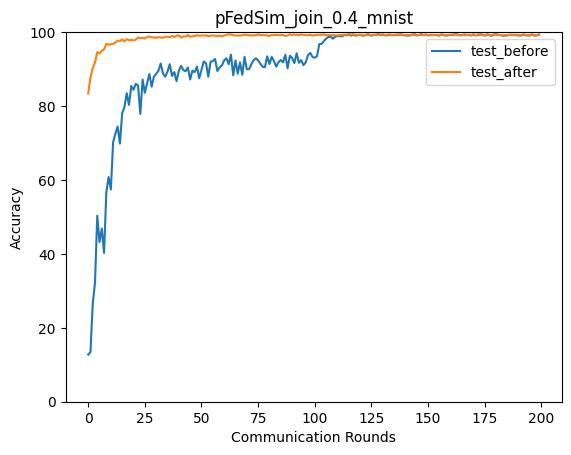 pFedSim_join_0.4_mnist
100
80
60
40
20
0
Accuracy
test_before
test_after
0 25 50 75 100 125 150 175 200
Communication Rounds